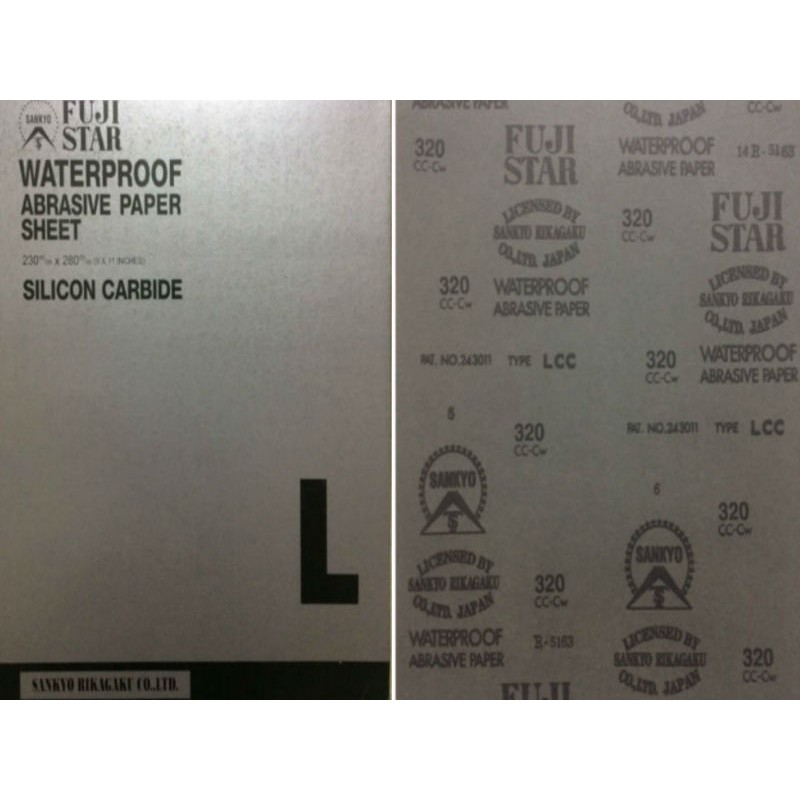 SANKYO
S
FUJI
STAR
WATERPROOF
ABRASIVE PAPER
SHEET
230m/m x 280m/m (9 X 11 INCHES)
SILICON CARBIDE
L
SANKYO RIKAGAKU CO.,LTD.
ABRASIVE PAPER
CO.,LTD. JAPAN
CC-Cw
320
CC-Cw
FUJI
STAR
WATERPROOF
ABRASIVE PAPER
14 R-5163
LICENSED BY
SANKYO RIKAGAKU
CO.,LTD. JAPAN
320
CC-Cw
FUJI
STAR
320
CC-Cw
WATERPROOF
ABRASIVE PAPER
LICENSED BY
SANKYO RIKAGAKU
CO.,LTD. JAPAN
PAT. NO.243011 TYPE LCC
320
CC-Cw
WATERPROOF
ABRASIVE PAPER
320
CC-Cw
PAT. NO.243011 TYPE LCC
SANKYO
S
6
320
CC-Cw
SANKYO
S
LICENSED BY
SANKYO RIKAGAKU
CO.,LTD. JAPAN
320
CC-Cw
WATERPROOF
ABRASIVE PAPER
R-5163
LICENSED BY
SANKYO RIKAGAKU
CO.,LTD. JAPAN
320
CC-Cw
FUJI